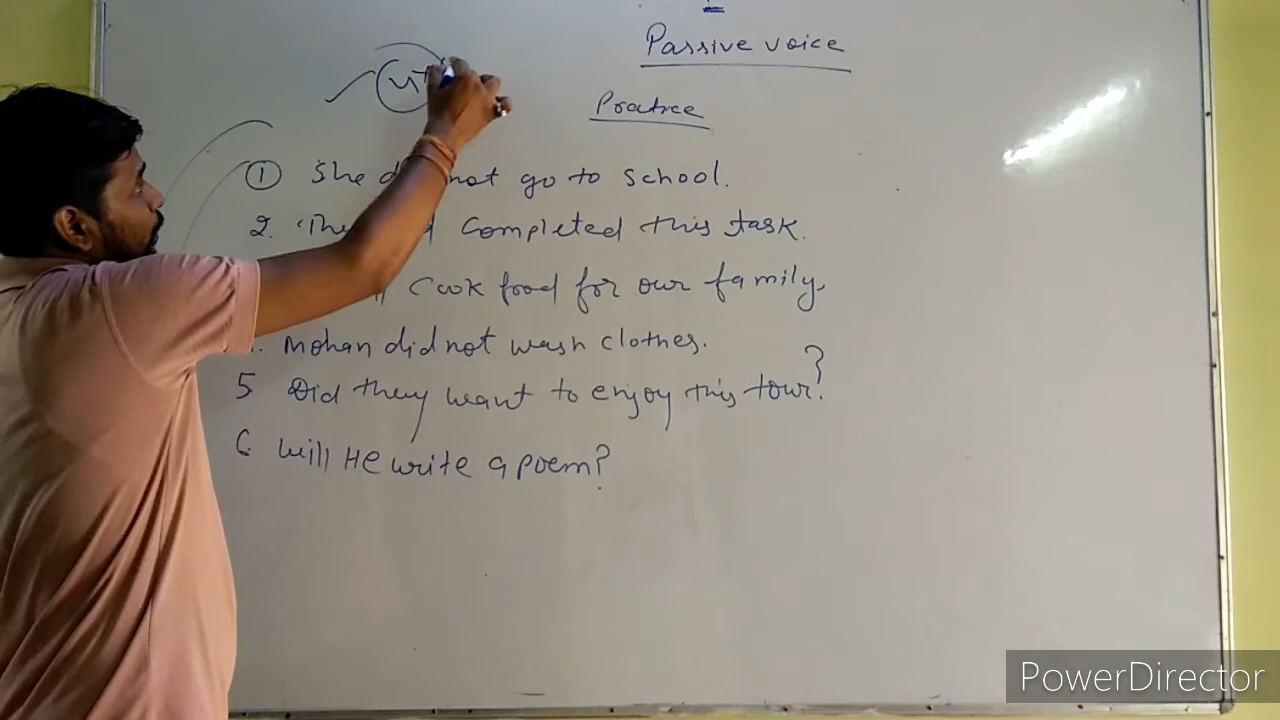 Passive voice
Practice
① She not go to school.
2. Completed this task.
Cook food for our family.
Mohan did not wash clothes.
5 Did they want to enjoy this tour?
6. Will He write a poem?
PowerDirector